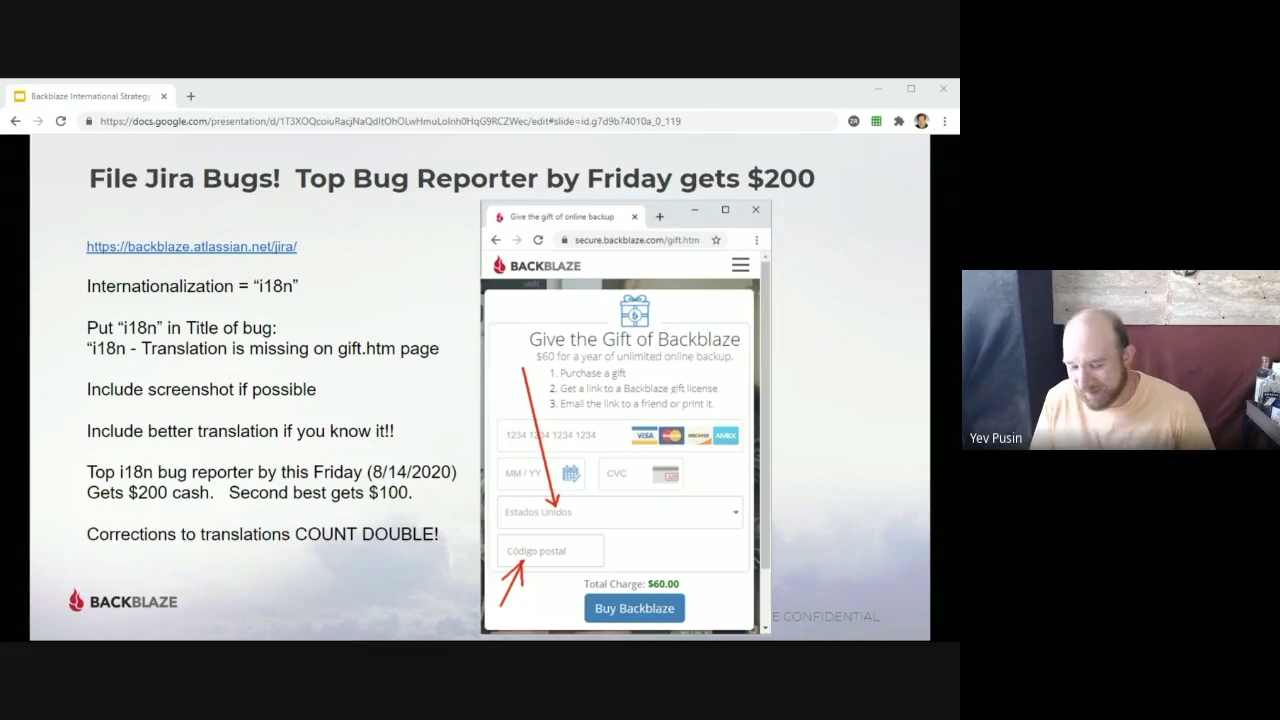 Backblaze International Strategy
https://docs.google.com/presentation/d/1T3XOQcoiuRacjNaQdItOhOLwHmuLoInh0HqG9RCZWec/edit#slide=id.g7d9b74010a_0_119
File Jira Bugs!  Top Bug Reporter by Friday gets $200
https://backblaze.atlassian.net/jira/
Internationalization = “i18n”
Put “i18n” in Title of bug:
“i18n - Translation is missing on gift.htm page
Include screenshot if possible
Include better translation if you know it!!
Top i18n bug reporter by this Friday (8/14/2020)
Gets $200 cash.   Second best gets $100.
Corrections to translations COUNT DOUBLE!
BACKBLAZE
Give the gift of online backup
secure.backblaze.com/gift.htm
BACKBLAZE
Give the Gift of Backblaze
$60 for a year of unlimited online backup.
1. Purchase a gift
2. Get a link to a Backblaze gift license.
3. Email the link to a friend or print it.
1234 1234 1234 1234
VISA MasterCard DISCOVER AMEX
MM / YY
CVC
Estados Unidos
Código postal
Total Charge: $60.00
Buy Backblaze
CONFIDENTIAL
Yev Pusin